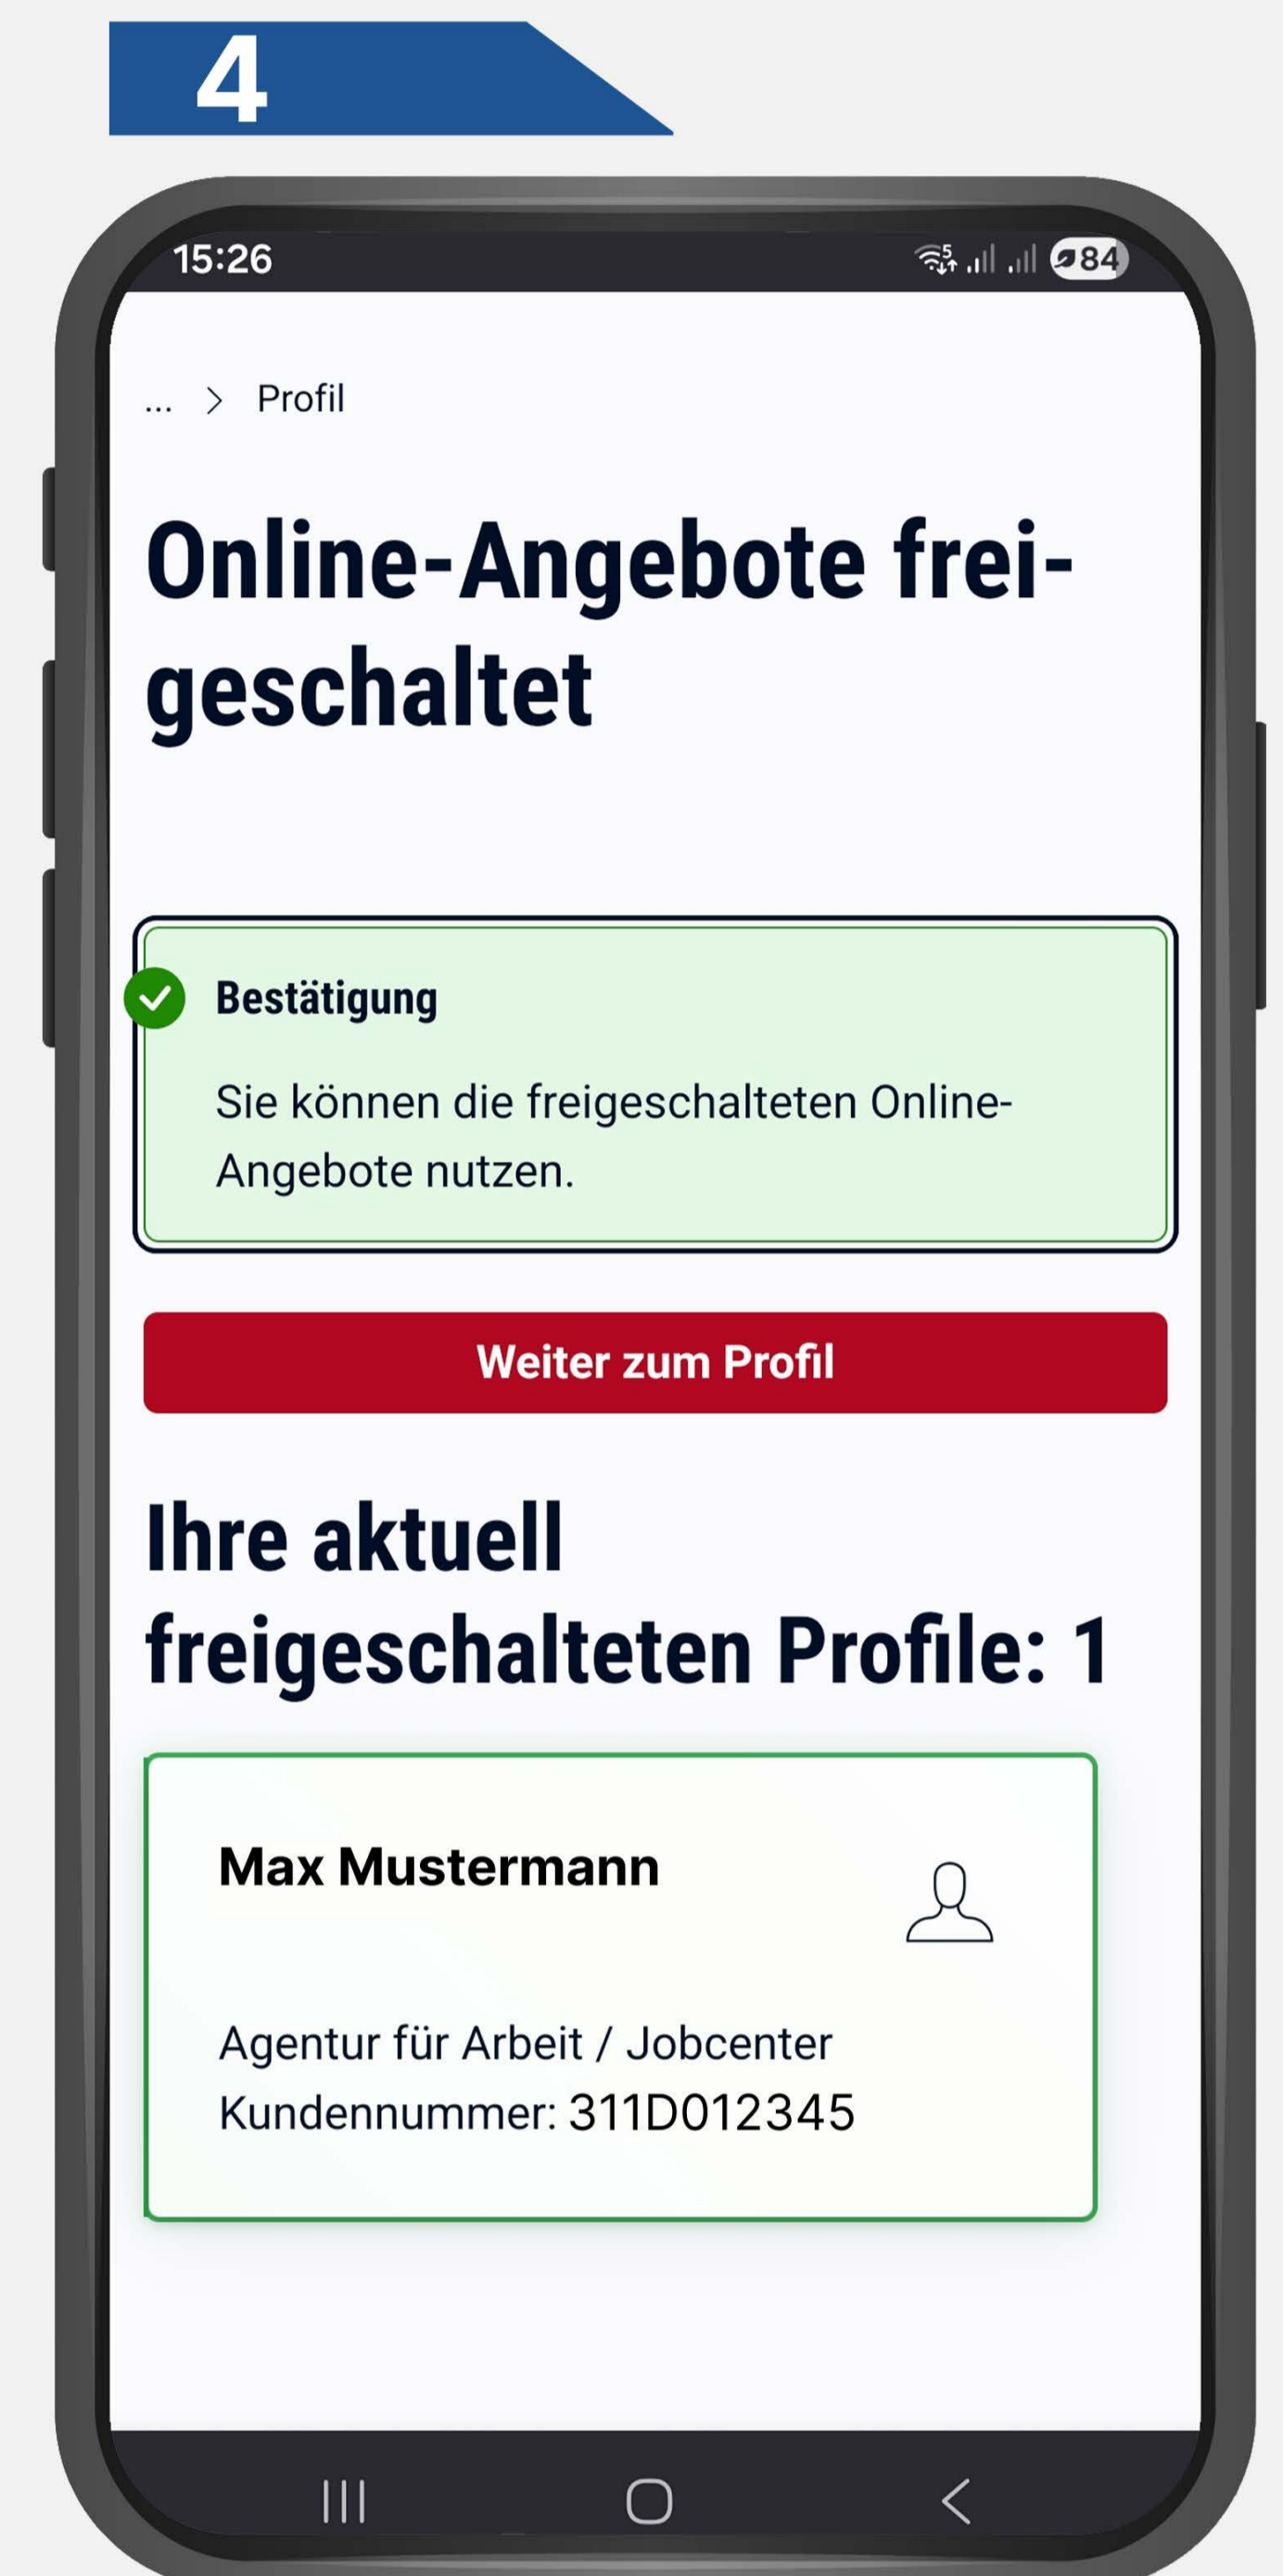 4
15:26
84
... > Profil
Online-Angebote frei-
geschaltet
Bestätigung
Sie können die freigeschalteten Online-
Angebote nutzen.
Weiter zum Profil
Ihre aktuell
freigeschalteten Profile: 1
Max Mustermann
Agentur für Arbeit / Jobcenter
Kundennummer: 311D012345